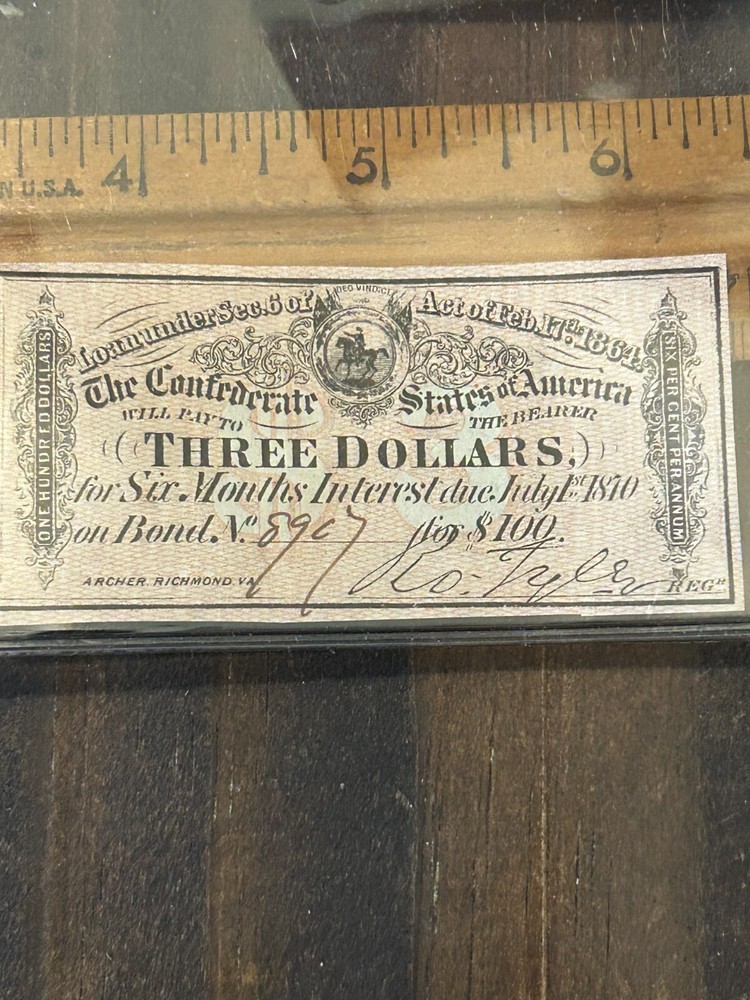 N U.S.A.
4 5 6
DEO VINDICE
Loan under Sec. 6 of Act of Feb. 17th 1864.
The Confederate States of America
WILL PAY TO THE BEARER
THREE DOLLARS,
for Six Months Interest due July 1st 1870
on Bond No. 8907 for $100.
ARCHER, RICHMOND, VA. Ro. Tyler REGR
ONE HUNDRED DOLLARS
SIX PER CENT PER ANNUM